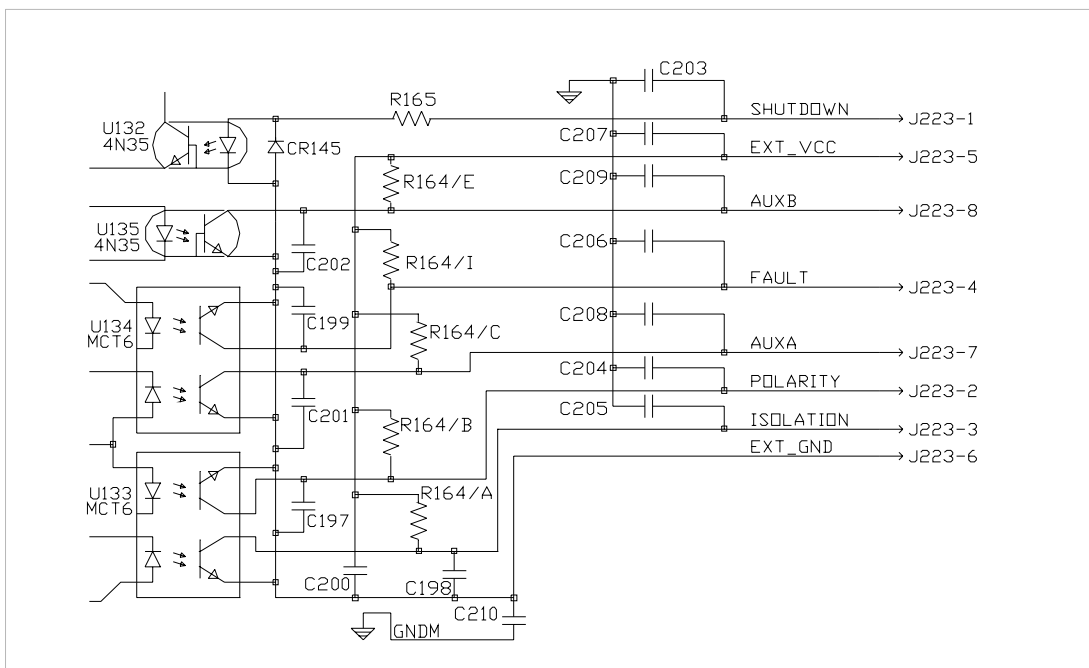 C203
R165
SHUTDOWN
J223-1
U132
4N35
CR145
C207
EXT_VCC
J223-5
R164/E
C209
AUXB
J223-8
U135
4N35
C202
R164/I
C206
FAULT
J223-4
U134
MCT6
C199
R164/C
C208
AUXA
J223-7
C204
POLARITY
J223-2
C201
R164/B
C205
ISOLATION
J223-3
EXT_GND
J223-6
U133
MCT6
C197
R164/A
C200
C198
C210
GNDM